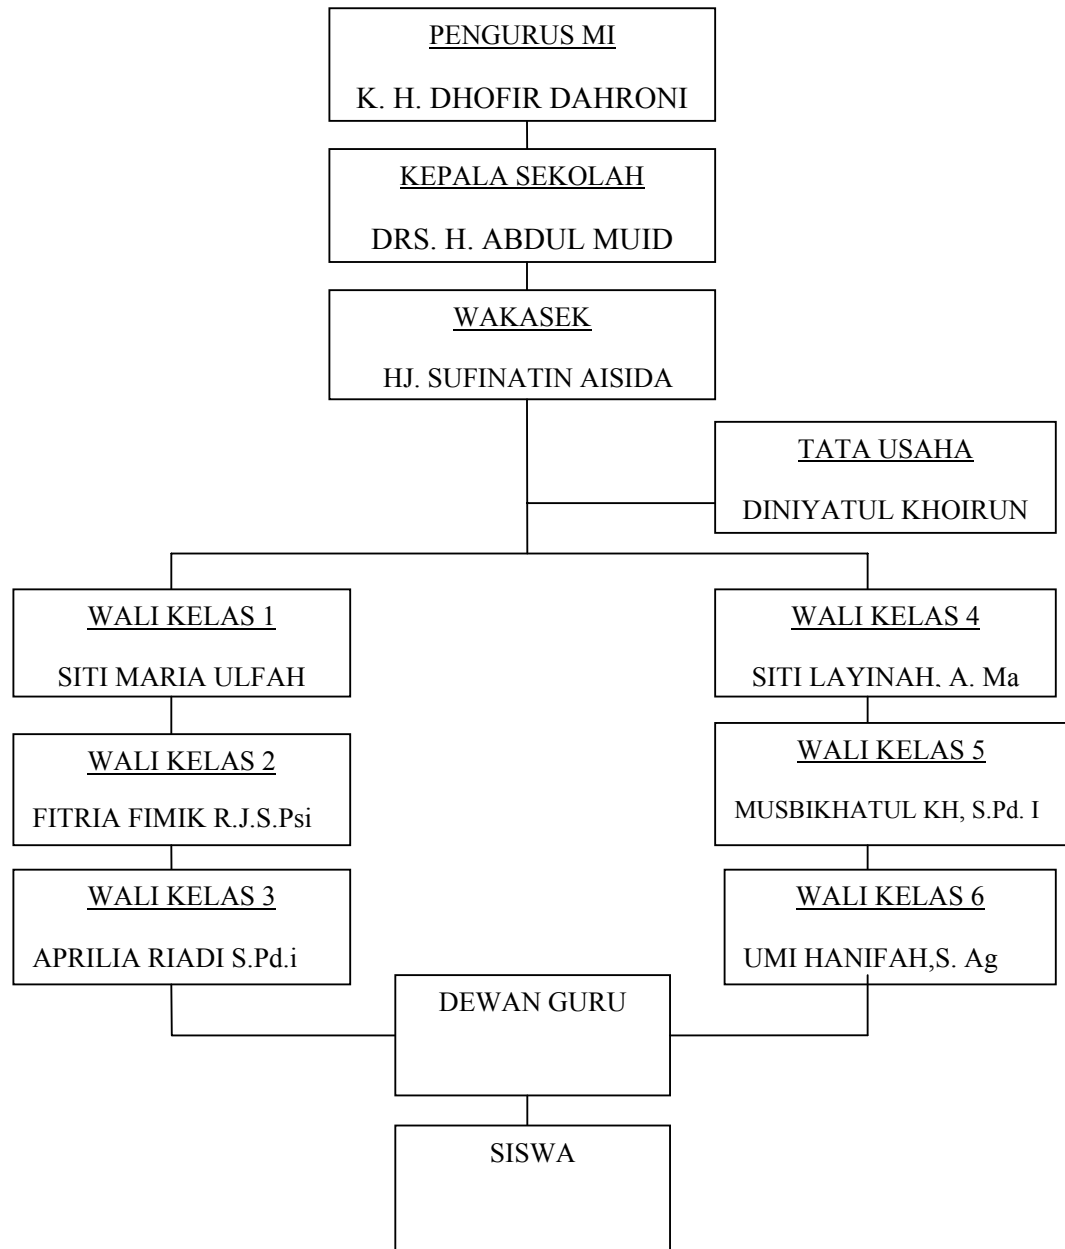 PENGURUS MI
K. H. DHOFIR DAHRONI
KEPALA SEKOLAH
DRS. H. ABDUL MUID
WAKASEK
HJ. SUFINATIN AISIDA
TATA USAHA
DINIYATUL KHOIRUN
WALI KELAS 1
SITI MARIA ULFAH
WALI KELAS 2
FITRIA FIMIK R.J.S.Psi
WALI KELAS 3
APRILIA RIADI S.Pd.i
WALI KELAS 4
SITI LAYINAH, A. Ma
WALI KELAS 5
MUSBIKHATUL KH, S.Pd. I
WALI KELAS 6
UMI HANIFAH,S. Ag
DEWAN GURU
SISWA